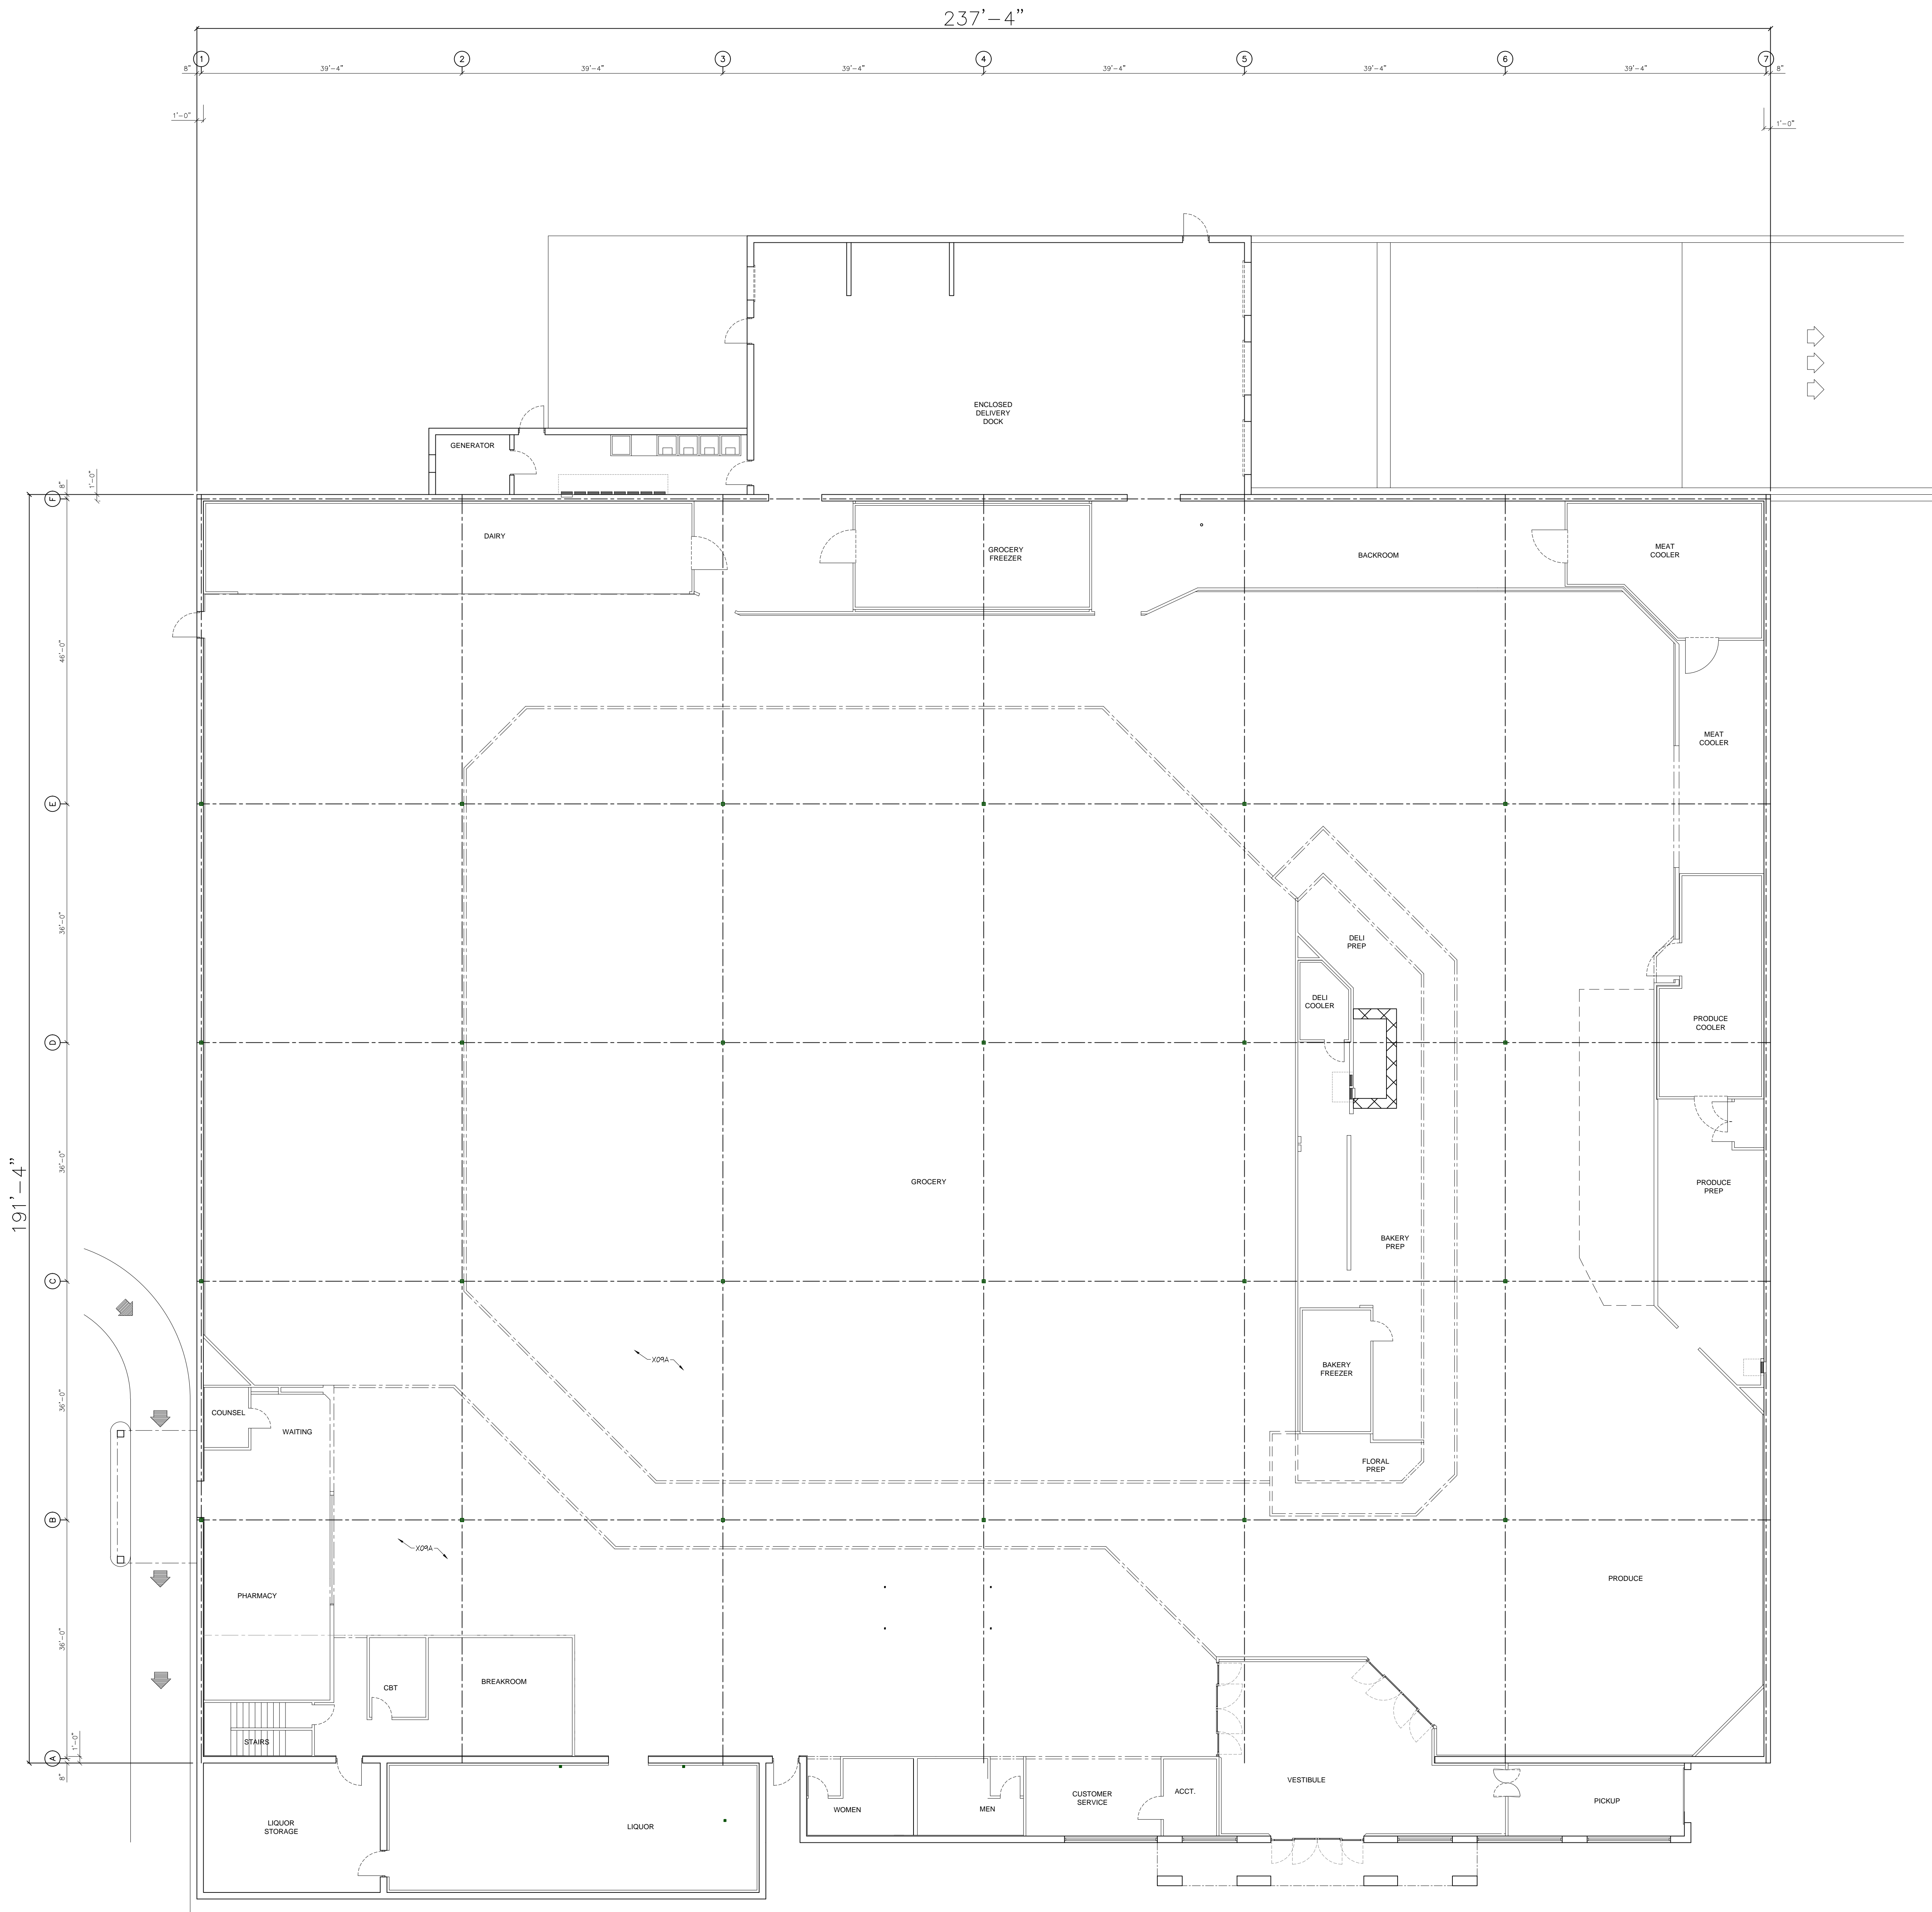 237'-4"
1
2
3
4
5
6
7
8"
39'-4"
39'-4"
39'-4"
39'-4"
39'-4"
39'-4"
8"
1'-0"
1'-0"
ENCLOSED
DELIVERY
DOCK
GENERATOR
F
8"
1'-0"
DAIRY
GROCERY
FREEZER
BACKROOM
MEAT
COOLER
46'-0"
MEAT
COOLER
E
36'-0"
DELI
PREP
DELI
COOLER
PRODUCE
COOLER
D
191'-4"
36'-0"
GROCERY
PRODUCE
PREP
BAKERY
PREP
C
APOX
BAKERY
FREEZER
36'-0"
COUNSEL
WAITING
FLORAL
PREP
B
APOX
PHARMACY
PRODUCE
36'-0"
CBT
BREAKROOM
STAIRS
1'-0"
A
8"
VESTIBULE
LIQUOR
STORAGE
LIQUOR
WOMEN
MEN
CUSTOMER
SERVICE
ACCT.
PICKUP